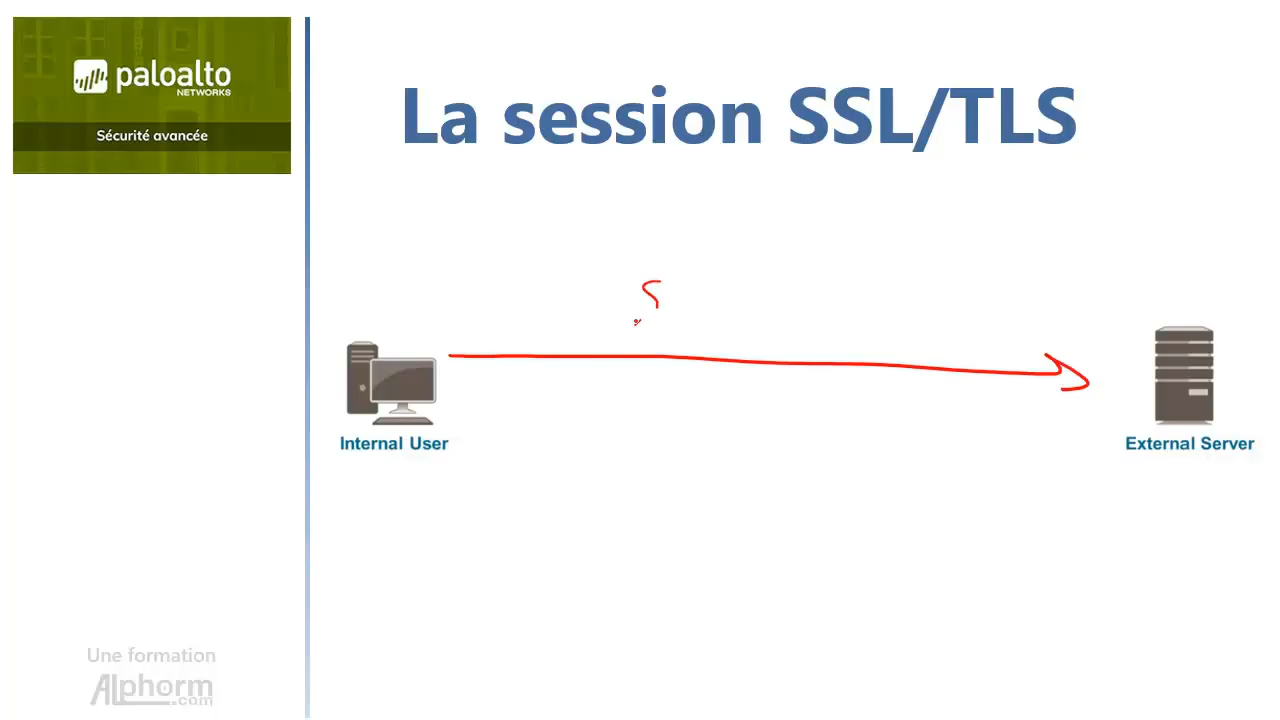 paloalto
NETWORKS
Sécurité avancée
La session SSL/TLS
Internal User
External Server
Une formation
Alphorm
.com